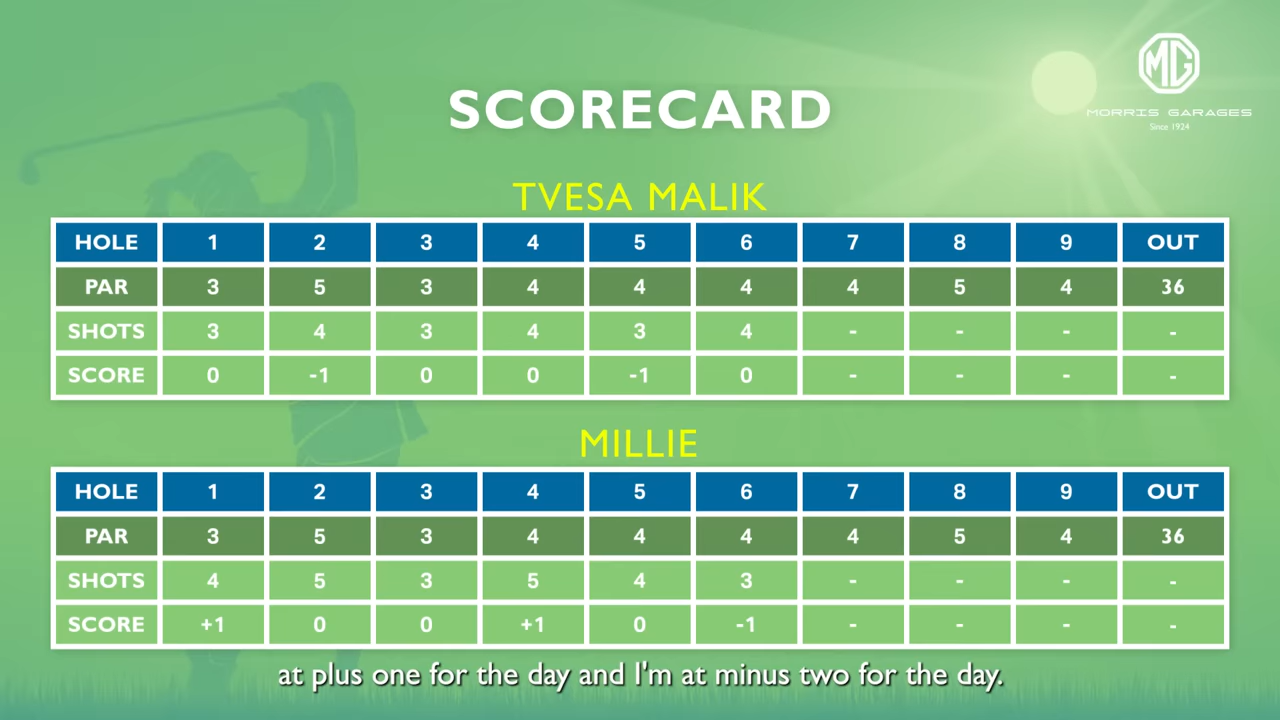 MG
MORRIS GARAGES
Since 1924
SCORECARD
TVESA MALIK
HOLE 1 2 3 4 5 6 7 8 9 OUT
PAR 3 5 3 4 4 4 4 5 4 36
SHOTS 3 4 3 4 3 4 - - - -
SCORE 0 -1 0 0 -1 0 - - - -
MILLIE
HOLE 1 2 3 4 5 6 7 8 9 OUT
PAR 3 5 3 4 4 4 4 5 4 36
SHOTS 4 5 3 5 4 3 - - - -
SCORE +1 0 0 +1 0 -1 - - - -
at plus one for the day and I'm at minus two for the day.